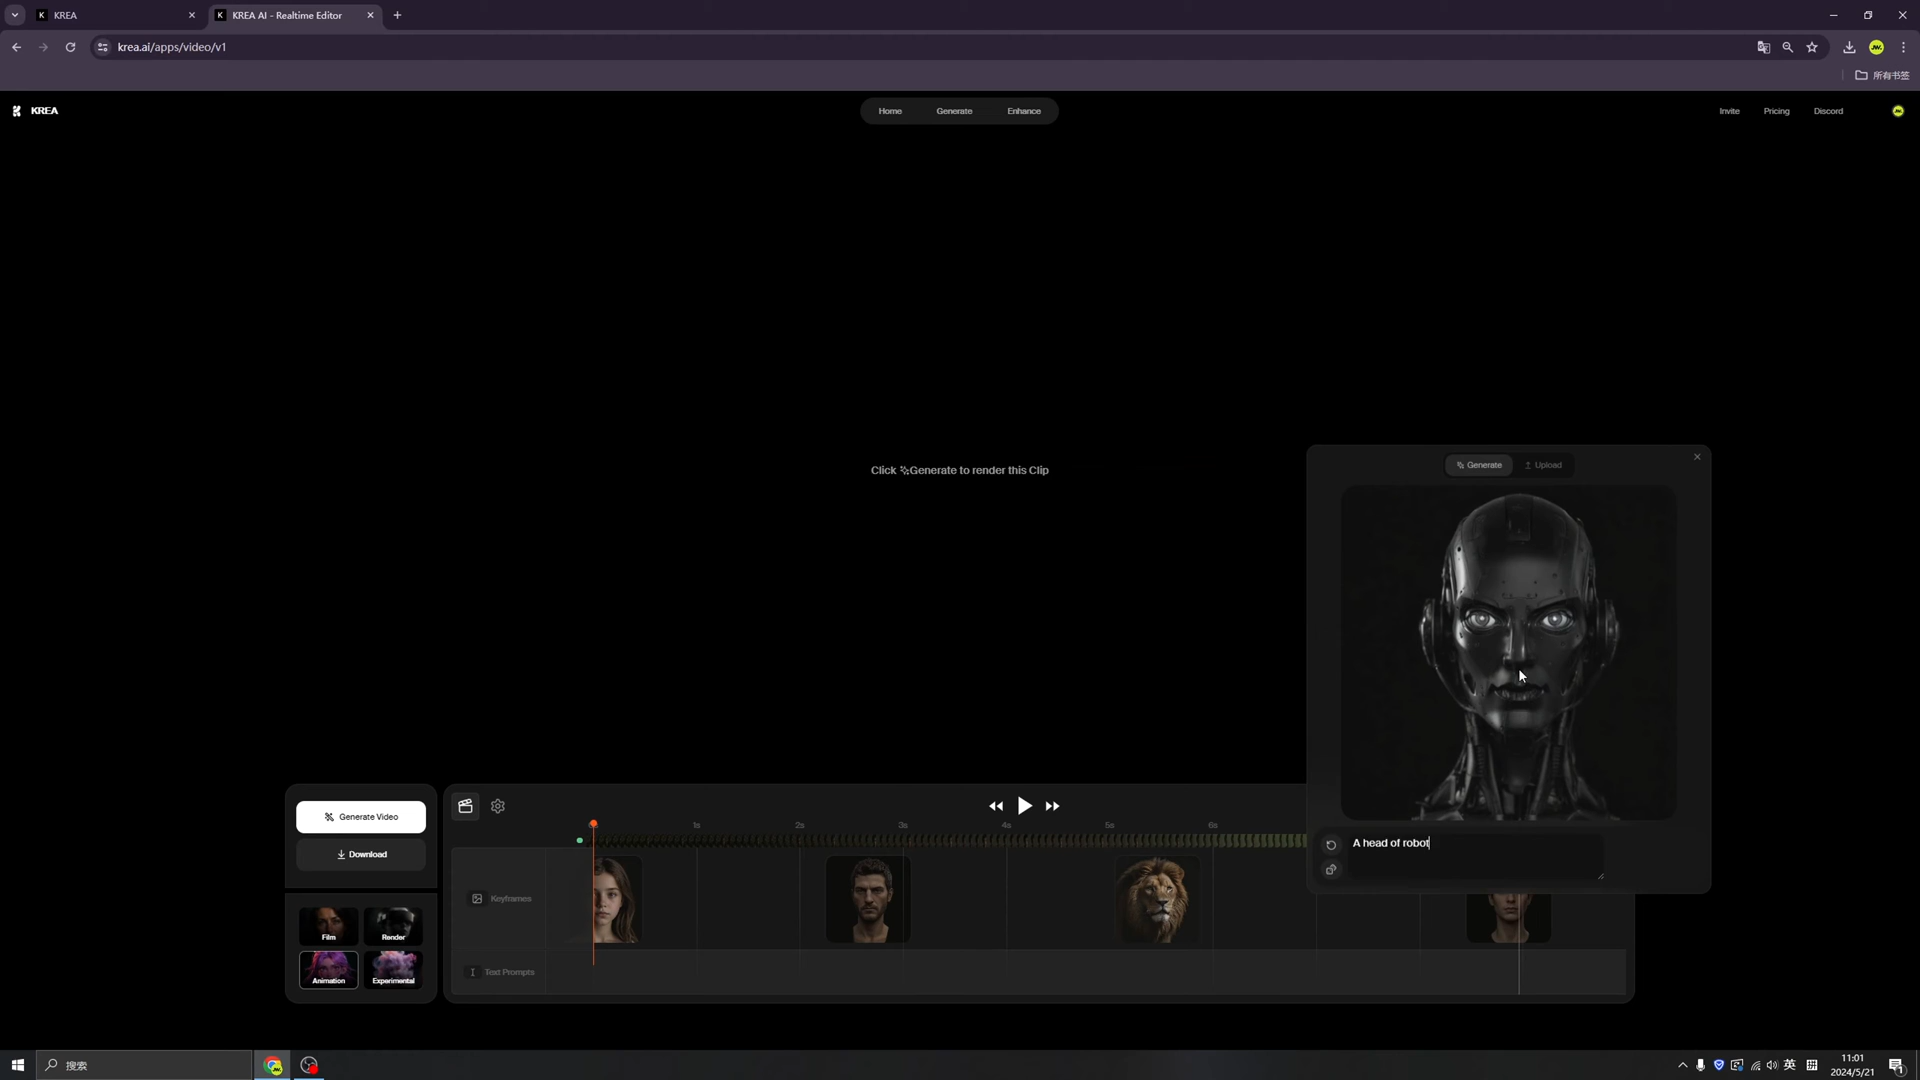 KREA
KREA AI - Realtime Editor
krea.ai/apps/video/v1
所有书签
KREA
Home
Generate
Enhance
Invite
Pricing
Discord
Click Generate to render this Clip
Generate
Upload
A head of robot
Generate Video
Download
1s
2s
3s
4s
5s
6s
Keyframes
Film
Render
Text Prompts
Animation
Experimental
搜索
英
11:01
2024/5/21